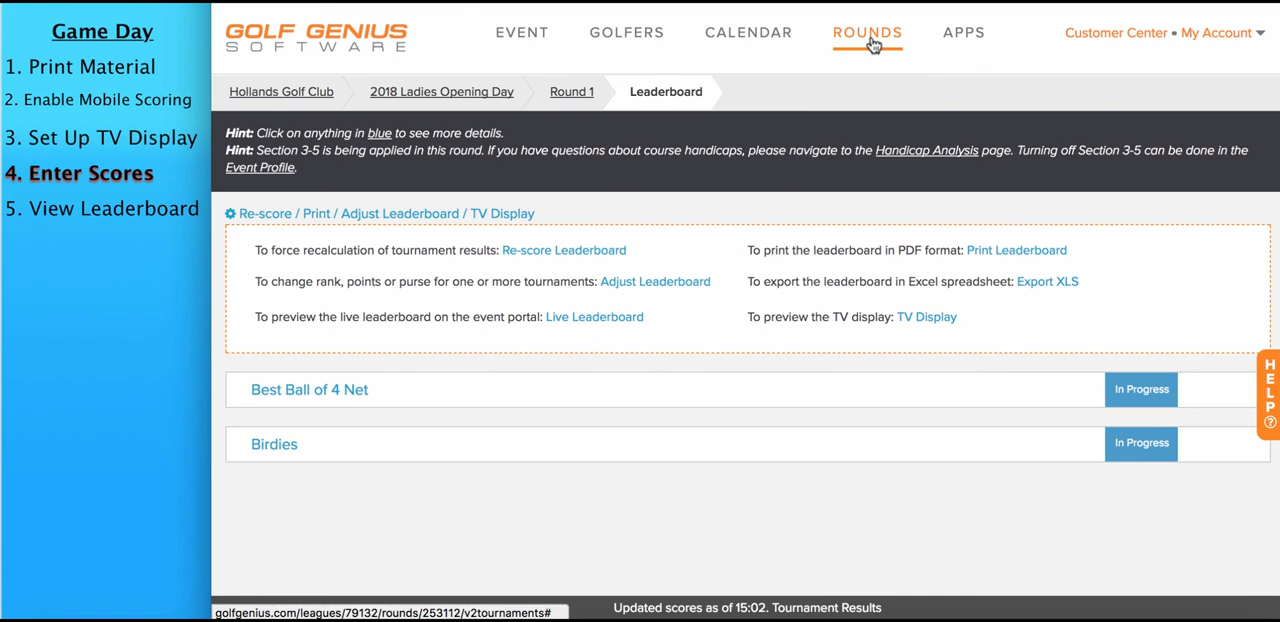 Game Day
1. Print Material
2. Enable Mobile Scoring
3. Set Up TV Display
4. Enter Scores
5. View Leaderboard
GOLF GENIUS
SOFTWARE
EVENT GOLFERS CALENDAR ROUNDS APPS
Customer Center • My Account
Hollands Golf Club 2018 Ladies Opening Day Round 1 Leaderboard
Hint: Click on anything in blue to see more details.
Hint: Section 3-5 is being applied in this round. If you have questions about course handicaps, please navigate to the Handicap Analysis page. Turning off Section 3-5 can be done in the
Event Profile.
Re-score / Print / Adjust Leaderboard / TV Display
To force recalculation of tournament results: Re-score Leaderboard
To print the leaderboard in PDF format: Print Leaderboard
To change rank, points or purse for one or more tournaments: Adjust Leaderboard
To export the leaderboard in Excel spreadsheet: Export XLS
To preview the live leaderboard on the event portal: Live Leaderboard
To preview the TV display: TV Display
Best Ball of 4 Net In Progress
Birdies In Progress
HELP?
golfgenius.com/leagues/79132/rounds/253112/v2tournaments#
Updated scores as of 15:02. Tournament Results